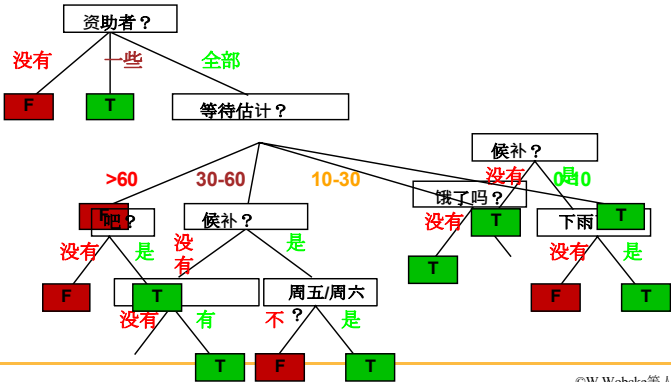 资助者？
没有 一些 全部
F T 等待估计？
候补？
没有 是
>60 30-60 10-30 0-10
饿了吗？
F 吧？ 候补？ 没有 T 下雨 T
没有 是 没有 是 T 没有 是
F T 周五/周六？ F T
没有 有 不 是
T F T